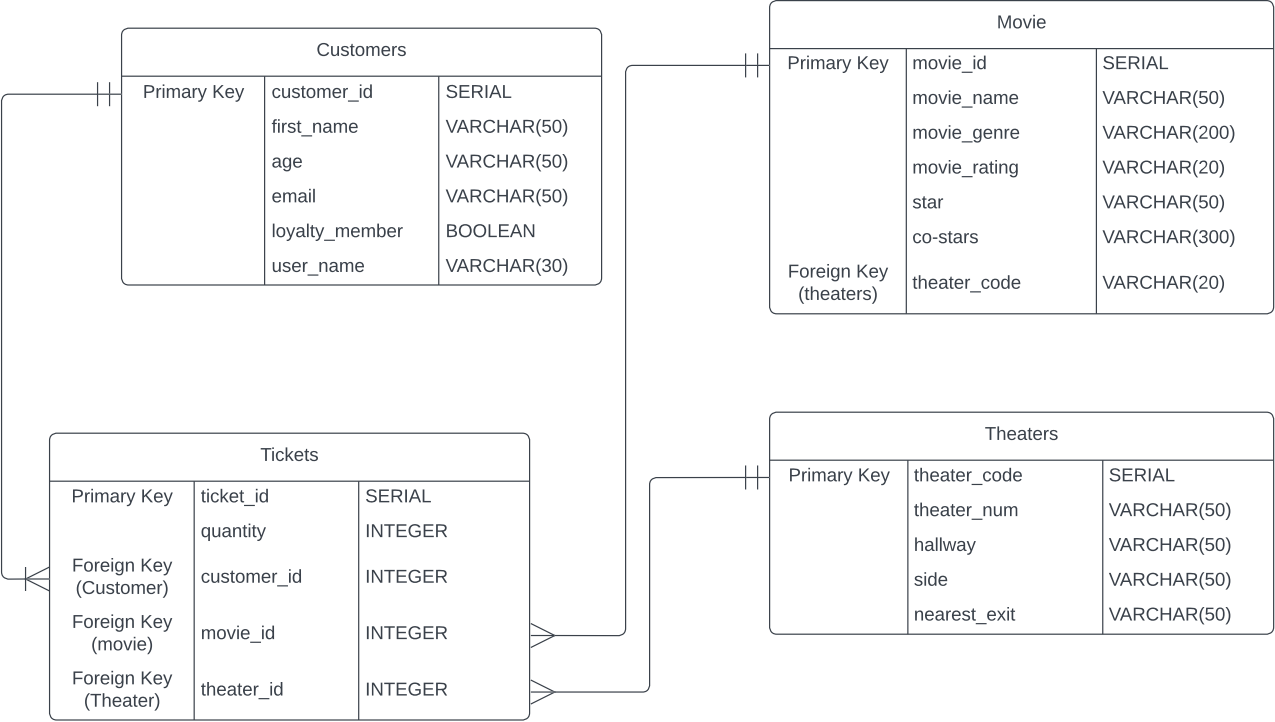 Customers
Primary Key customer_id SERIAL
first_name VARCHAR(50)
age VARCHAR(50)
email VARCHAR(50)
loyalty_member BOOLEAN
user_name VARCHAR(30)
Movie
Primary Key movie_id SERIAL
movie_name VARCHAR(50)
movie_genre VARCHAR(200)
movie_rating VARCHAR(20)
star VARCHAR(50)
co-stars VARCHAR(300)
Foreign Key
(theaters) theater_code VARCHAR(20)
Tickets
Primary Key ticket_id SERIAL
quantity INTEGER
Foreign Key
(Customer) customer_id INTEGER
Foreign Key
(movie) movie_id INTEGER
Foreign Key
(Theater) theater_id INTEGER
Theaters
Primary Key theater_code SERIAL
theater_num VARCHAR(50)
hallway VARCHAR(50)
side VARCHAR(50)
nearest_exit VARCHAR(50)